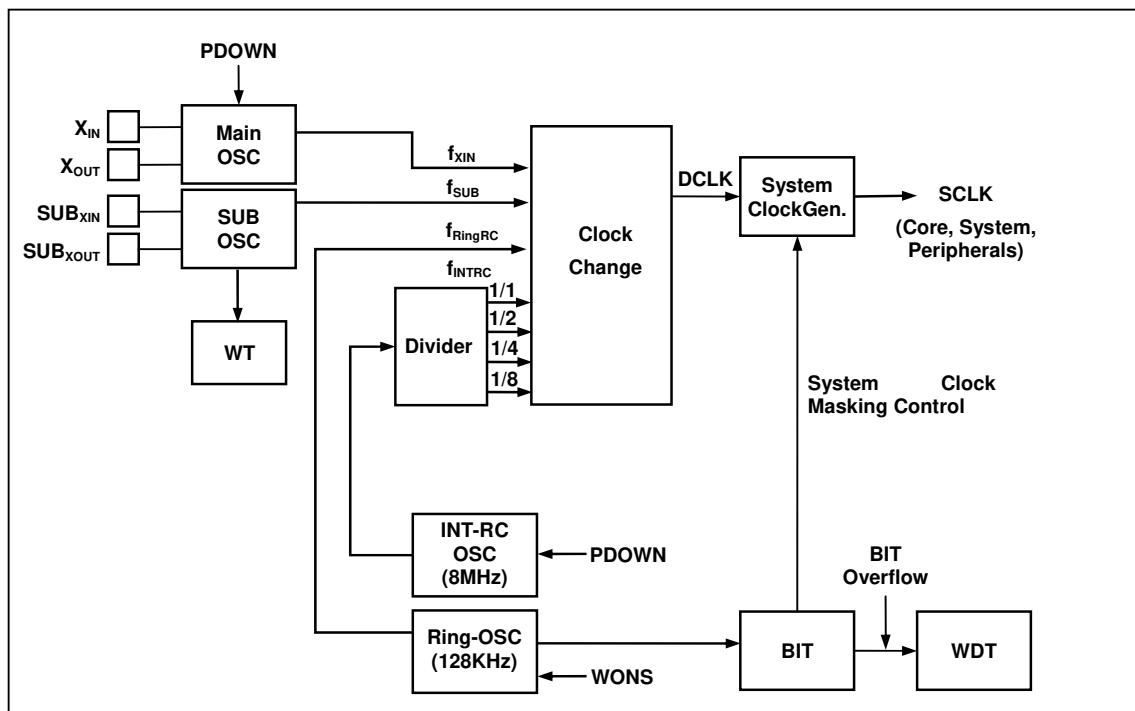 PDOWN
XIN
XOUT
Main
OSC
SUBXIN
SUBXOUT
SUB
OSC
WT
fXIN
fSUB
fRingRC
fINTRC
1/1
1/2
1/4
1/8
Divider
Clock
Change
DCLK
System
ClockGen.
SCLK
(Core, System,
Peripherals)
System Clock
Masking Control
INT-RC
OSC
(8MHz)
PDOWN
Ring-OSC
(128KHz)
WONS
BIT
BIT
Overflow
WDT